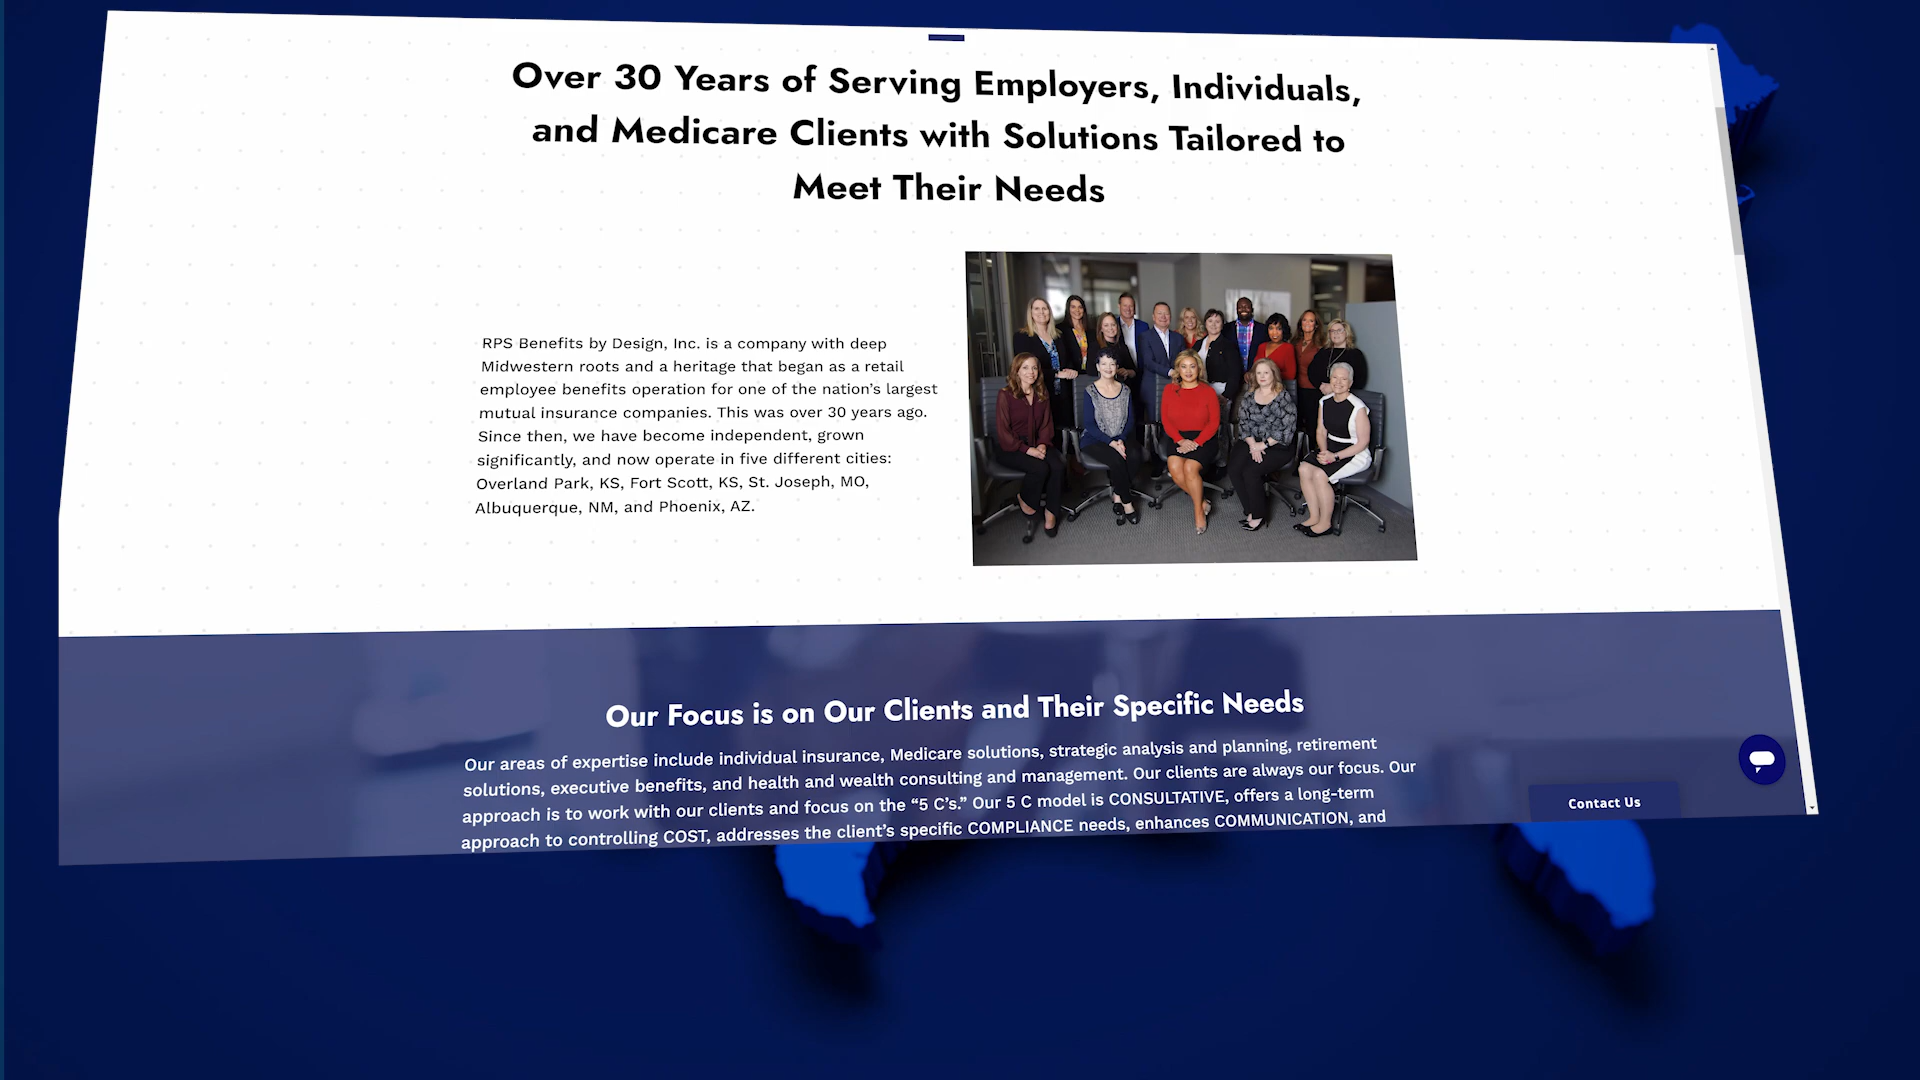 Over 30 Years of Serving Employers, Individuals,
and Medicare Clients with Solutions Tailored to
Meet Their Needs
RPS Benefits by Design, Inc. is a company with deep
Midwestern roots and a heritage that began as a retail
employee benefits operation for one of the nation’s largest
mutual insurance companies. This was over 30 years ago.
Since then, we have become independent, grown
significantly, and now operate in five different cities:
Overland Park, KS, Fort Scott, KS, St. Joseph, MO,
Albuquerque, NM, and Phoenix, AZ.
Our Focus is on Our Clients and Their Specific Needs
Our areas of expertise include individual insurance, Medicare solutions, strategic analysis and planning, retirement
solutions, executive benefits, and health and wealth consulting and management. Our clients are always our focus. Our
approach is to work with our clients and focus on the “5 C’s.” Our 5 C model is CONSULTATIVE, offers a long-term
approach to controlling COST, addresses the client’s specific COMPLIANCE needs, enhances COMMUNICATION, and
Contact Us